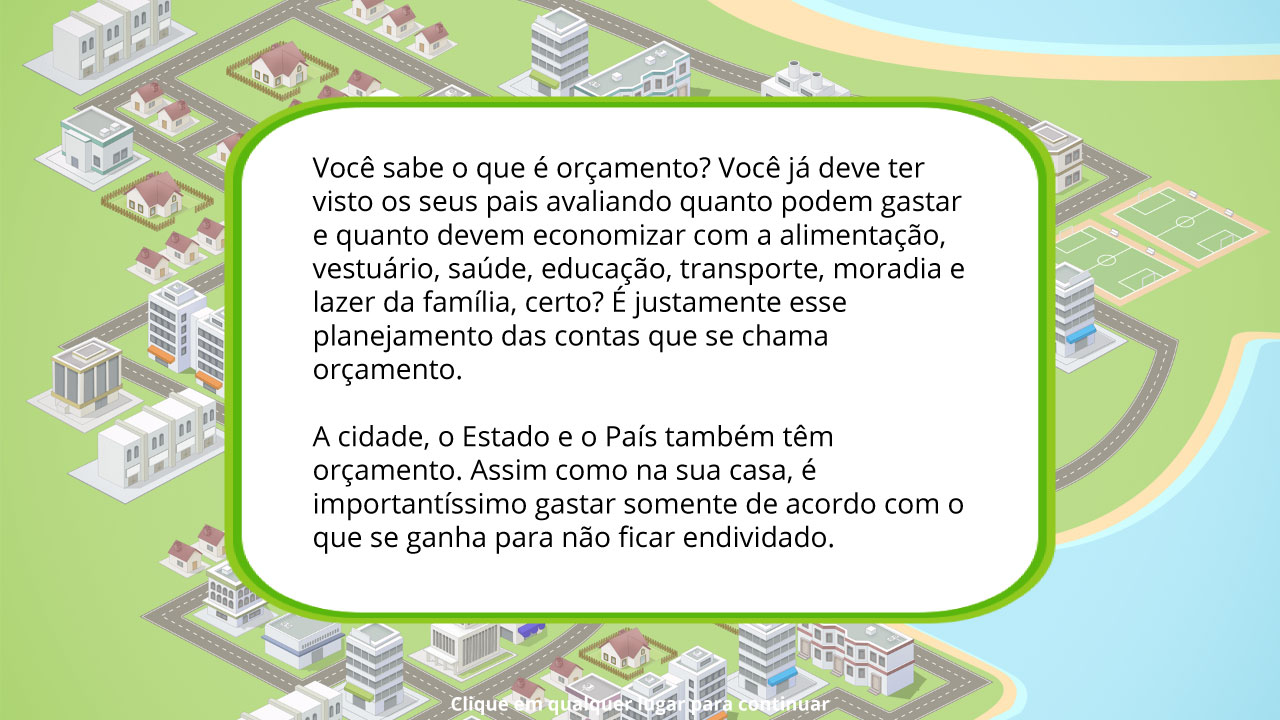 Você sabe o que é orçamento? Você já deve ter
visto os seus pais avaliando quanto podem gastar
e quanto devem economizar com a alimentação,
vestuário, saúde, educação, transporte, moradia e
lazer da família, certo? É justamente esse
planejamento das contas que se chama
orçamento.
A cidade, o Estado e o País também têm
orçamento. Assim como na sua casa, é
importantíssimo gastar somente de acordo com o
que se ganha para não ficar endividado.
Clique em qualquer lugar para continuar